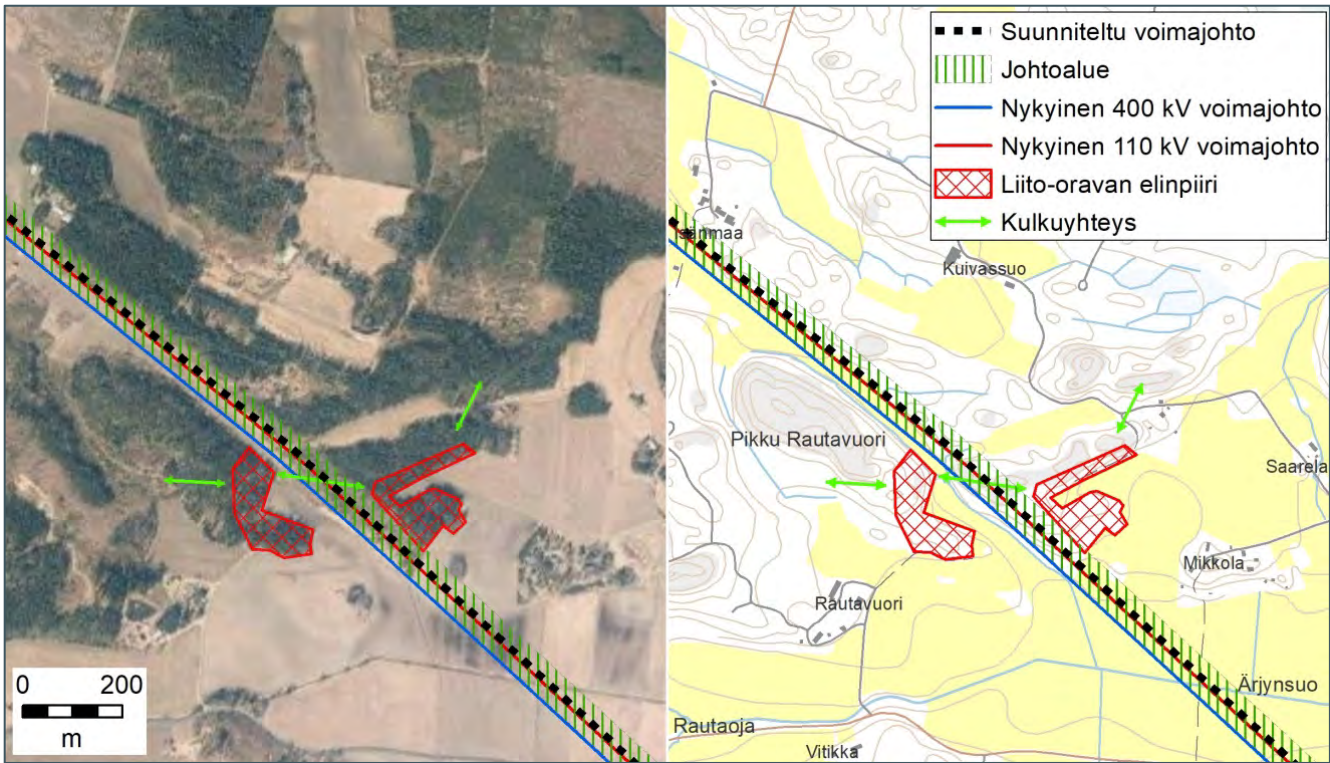 Suunniteltu voimajohto
Johtoalue
Nykyinen 400 kV voimajohto
Nykyinen 110 kV voimajohto
Liito-oravan elinpiiri
Kulkuyhteys
Isänmaa
Kuivassuo
Pikku Rautavuori
Saarela
Mikkola
Rautavuori
Ärjynsuo
Rautaoja
Vitikka
0 200
m